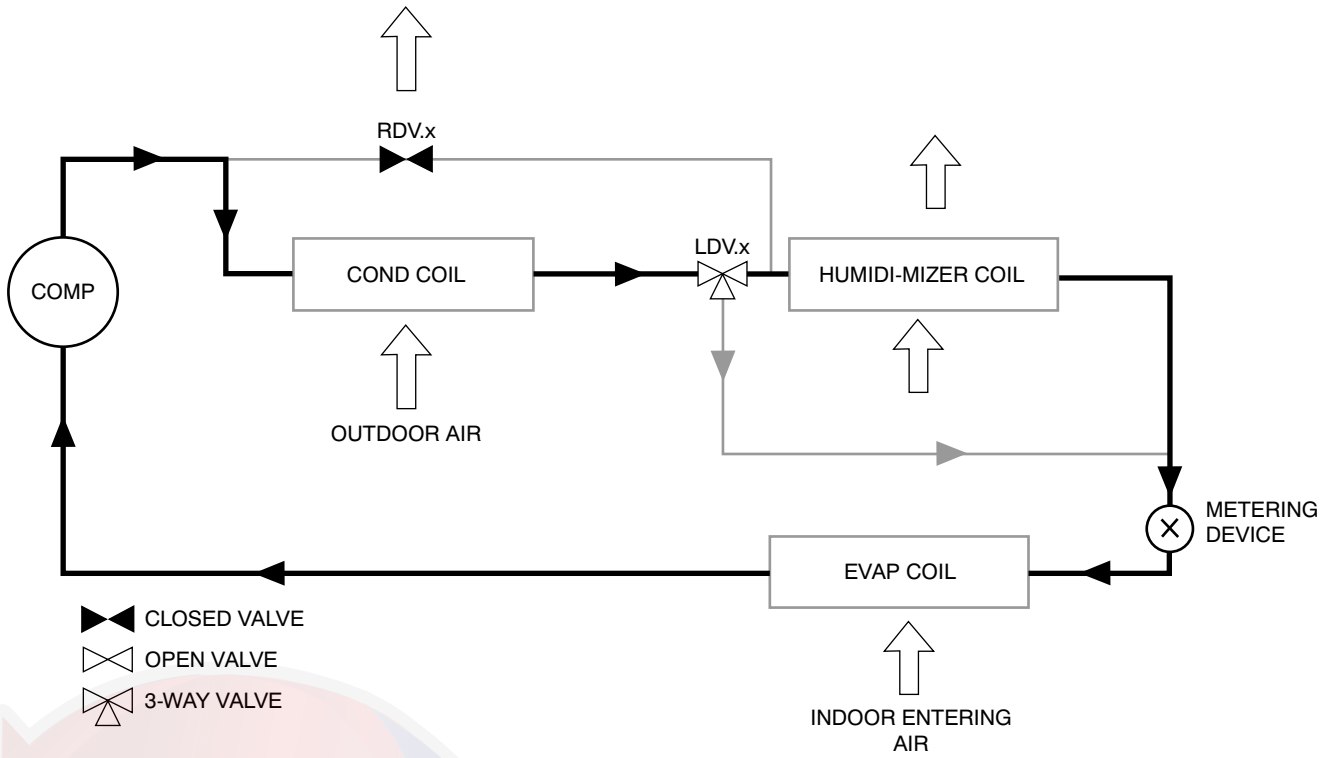 RDV.x
LDV.x
COMP
COND COIL
HUMIDI-MIZER COIL
OUTDOOR AIR
METERING
DEVICE
EVAP COIL
CLOSED VALVE
OPEN VALVE
3-WAY VALVE
INDOOR ENTERING
AIR